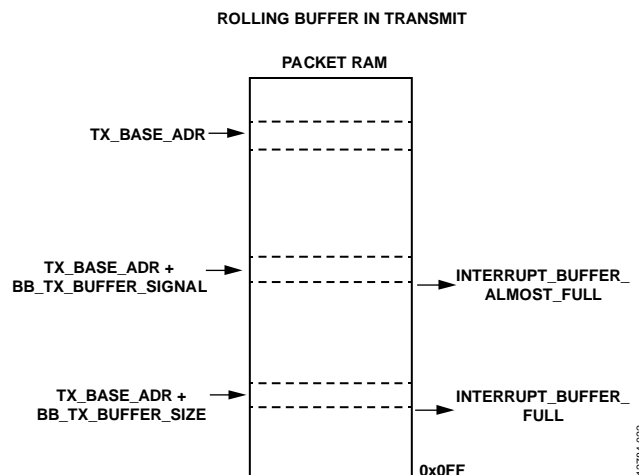 ROLLING BUFFER IN TRANSMIT
PACKET RAM
TX_BASE_ADR
TX_BASE_ADR +
BB_TX_BUFFER_SIGNAL
INTERRUPT_BUFFER_
ALMOST_FULL
TX_BASE_ADR +
BB_TX_BUFFER_SIZE
INTERRUPT_BUFFER_
FULL
0x0FF